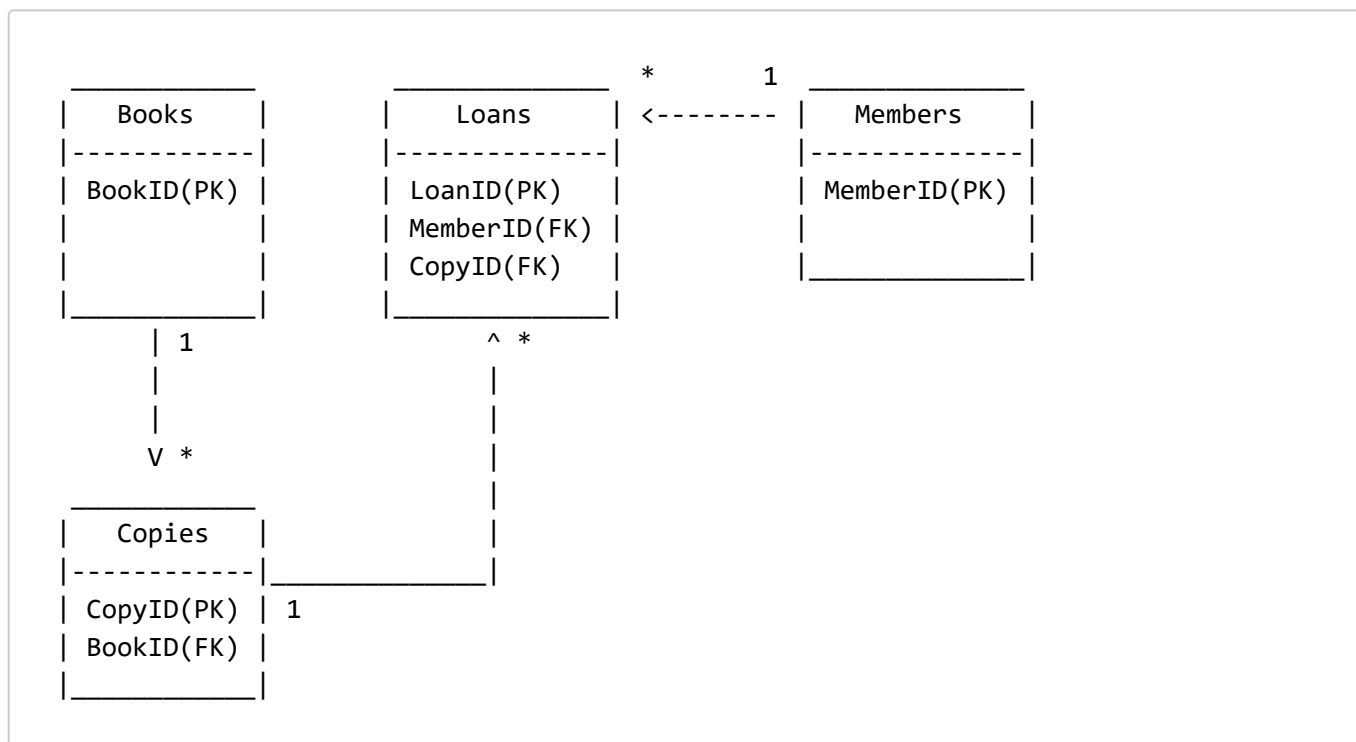 * 1
Books Loans <-------- Members
BookID(PK) LoanID(PK) MemberID(PK)
MemberID(FK)
CopyID(FK)
1 ^ *
V *
Copies
CopyID(PK) 1
BookID(FK)